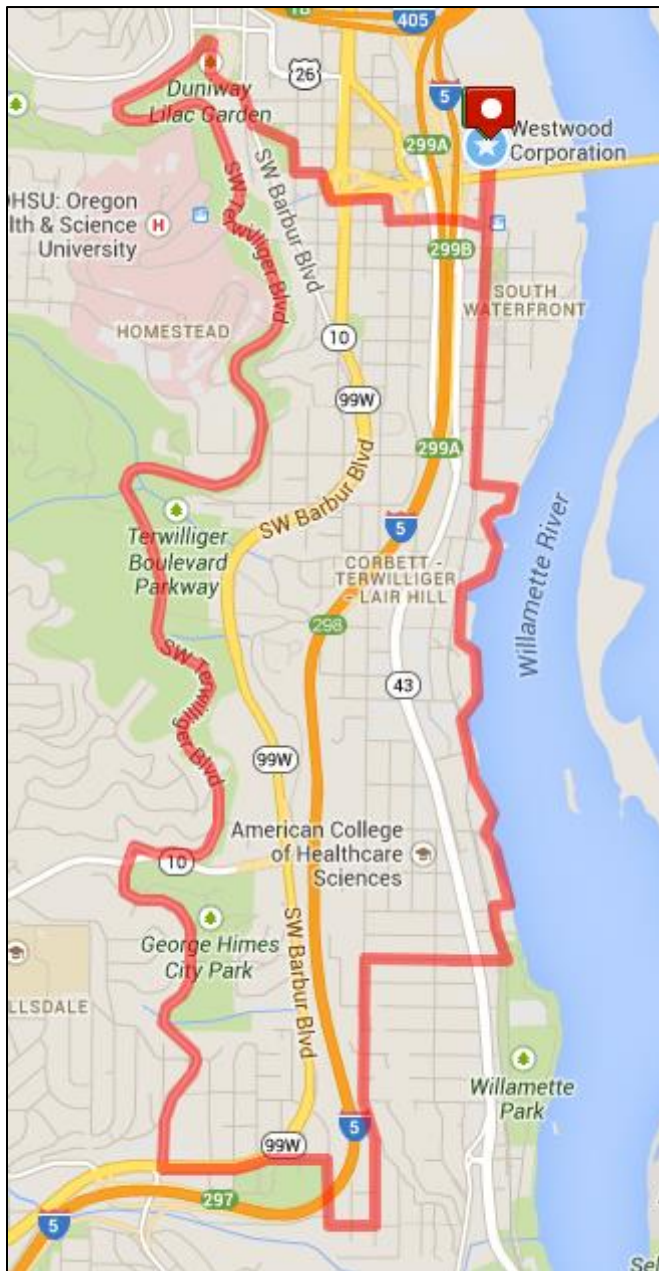 405
26
5
Duniway
Lilac Garden
Westwood
Corporation
299A
OHSU: Oregon
lth & Science
University
H
SW Barbur Blvd
SW Terwilliger Blvd
299B
SOUTH
WATERFRONT
HOMESTEAD
10
99W
299A
SW Barbur Blvd
5
Terwilliger
Boulevard
Parkway
CORBETT -
TERWILLIGER
- LAIR HILL
Willamette River
298
SW Terwilliger Blvd
43
99W
American College
of Healthcare
Sciences
10
George Himes
City Park
SW Barbur Blvd
LLSDALE
Willamette
Park
5
99W
297
5
Sel